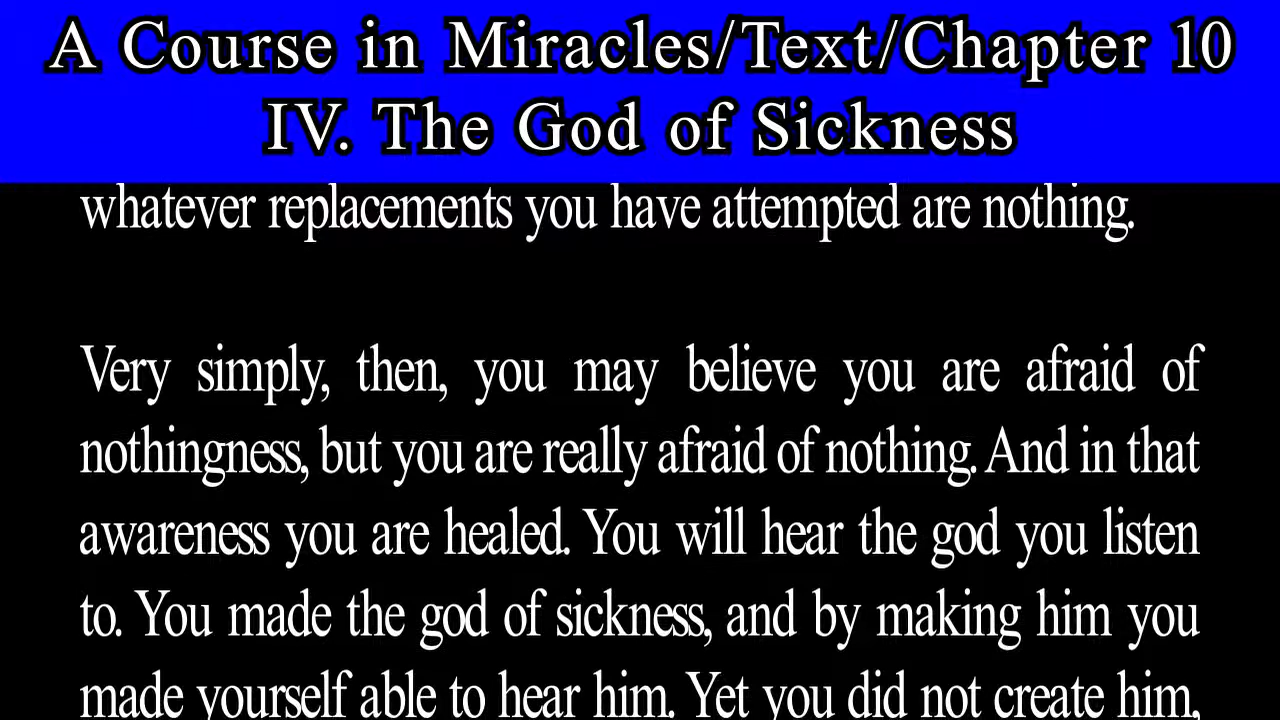 A Course in Miracles/Text/Chapter 10
IV. The God of Sickness
whatever replacements you have attempted are nothing.
Very simply, then, you may believe you are afraid of
nothingness, but you are really afraid of nothing. And in that
awareness you are healed. You will hear the god you listen
to. You made the god of sickness, and by making him you
made yourself able to hear him. Yet you did not create him,